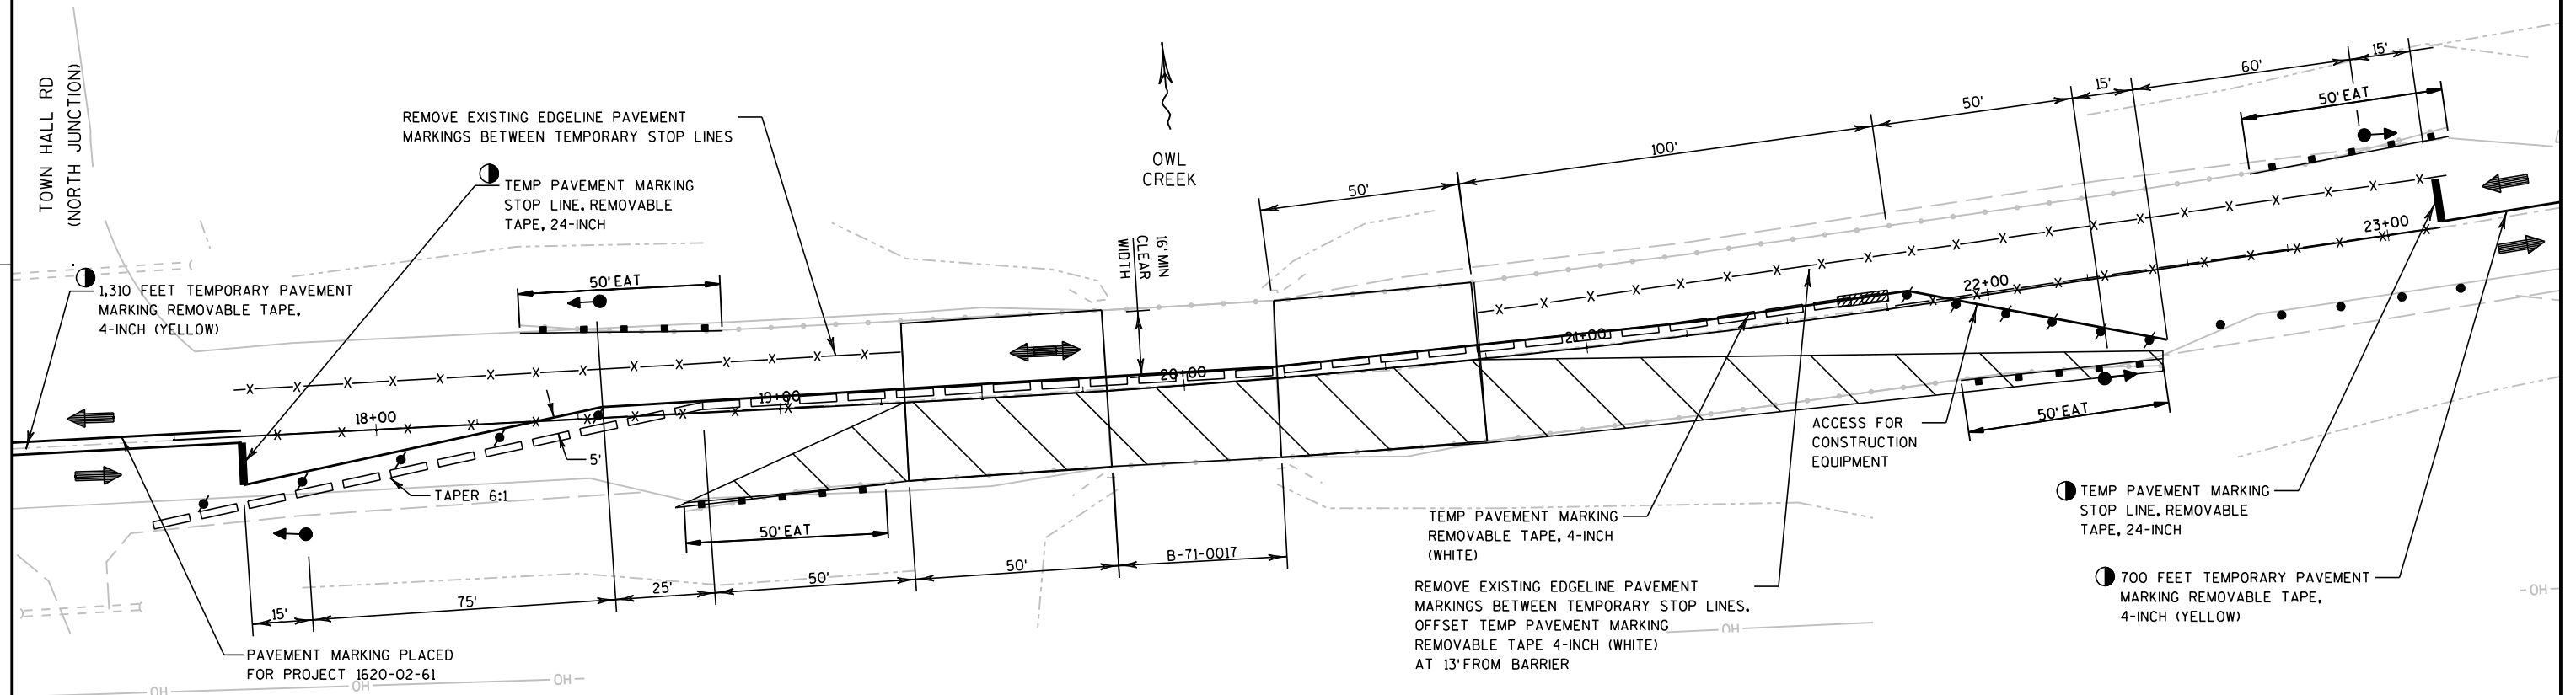 TOWN HALL RD
(NORTH JUNCTION)
REMOVE EXISTING EDGELINE PAVEMENT
MARKINGS BETWEEN TEMPORARY STOP LINES
TEMP PAVEMENT MARKING
STOP LINE, REMOVABLE
TAPE, 24-INCH
1,310 FEET TEMPORARY PAVEMENT
MARKING REMOVABLE TAPE,
4-INCH (YELLOW)
50' EAT
OWL
CREEK
16' MIN
CLEAR
WIDTH
50'
100'
50'
15'
60'
15'
50' EAT
18+00
19+00
20+00
21+00
22+00
23+00
5'
TAPER 6:1
50' EAT
15'
75'
25'
50'
50'
B-71-0017
PAVEMENT MARKING PLACED
FOR PROJECT 1620-02-61
ACCESS FOR
CONSTRUCTION
EQUIPMENT
50' EAT
TEMP PAVEMENT MARKING
REMOVABLE TAPE, 4-INCH
(WHITE)
REMOVE EXISTING EDGELINE PAVEMENT
MARKINGS BETWEEN TEMPORARY STOP LINES,
OFFSET TEMP PAVEMENT MARKING
REMOVABLE TAPE 4-INCH (WHITE)
AT 13' FROM BARRIER
TEMP PAVEMENT MARKING
STOP LINE, REMOVABLE
TAPE, 24-INCH
700 FEET TEMPORARY PAVEMENT
MARKING REMOVABLE TAPE,
4-INCH (YELLOW)
OH
OH
OH
OH
OH